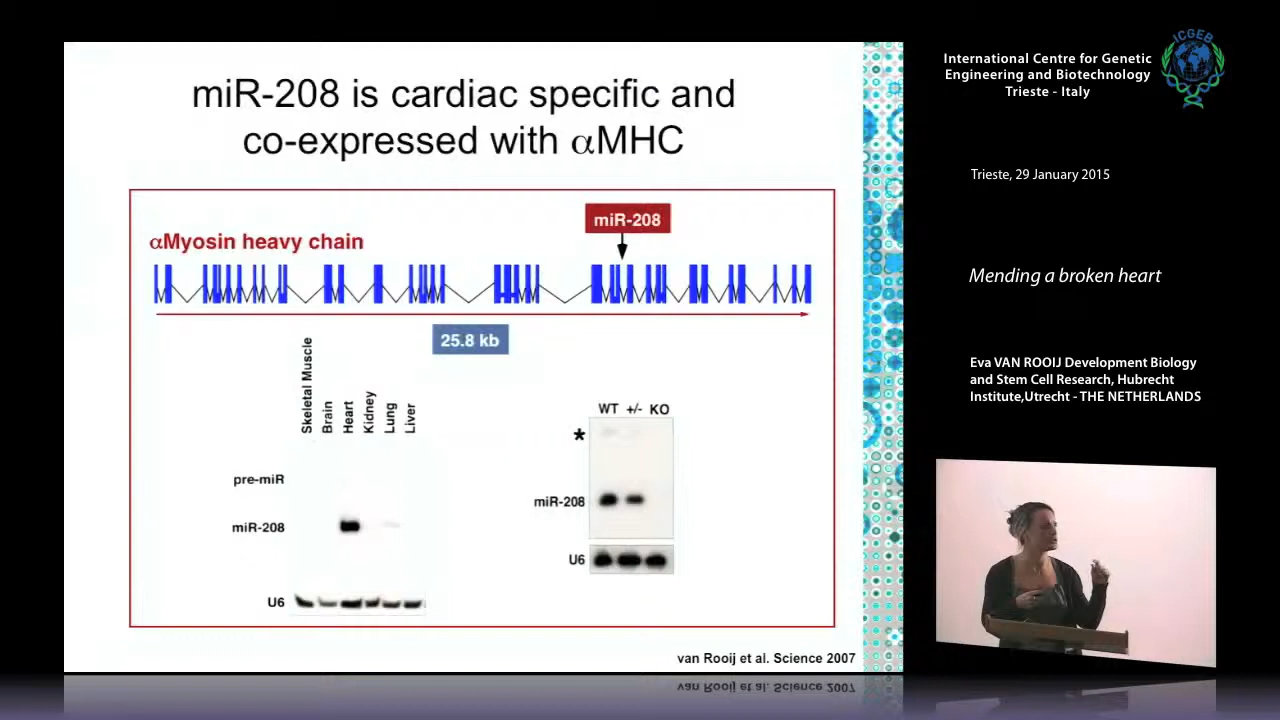 miR-208 is cardiac specific and
co-expressed with αMHC
miR-208
αMyosin heavy chain
25.8 kb
Skeletal Muscle
Brain
Heart
Kidney
Lung
Liver
pre-miR
miR-208
U6
WT +/- KO
*
miR-208
U6
van Rooij et al. Science 2007
International Centre for Genetic
Engineering and Biotechnology
Trieste - Italy
ICGEB
Trieste, 29 January 2015
Mending a broken heart
Eva VAN ROOIJ Development Biology
and Stem Cell Research, Hubrecht
Institute,Utrecht - THE NETHERLANDS